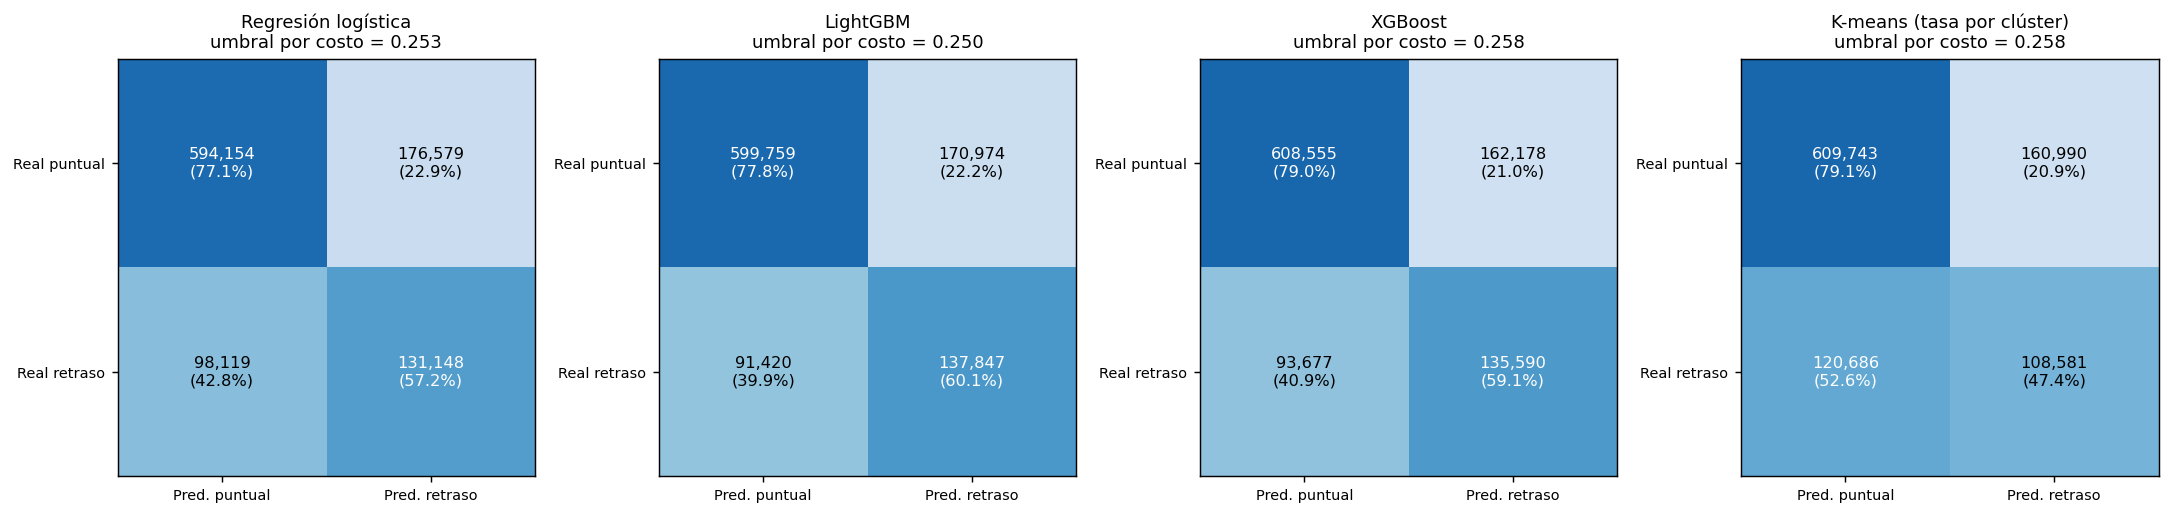 Regresión logística
umbral por costo = 0.253
Real puntual
594,154
(77.1%)
176,579
(22.9%)
Real retraso
98,119
(42.8%)
131,148
(57.2%)
Pred. puntual
Pred. retraso
LightGBM
umbral por costo = 0.250
Real puntual
599,759
(77.8%)
170,974
(22.2%)
Real retraso
91,420
(39.9%)
137,847
(60.1%)
Pred. puntual
Pred. retraso
XGBoost
umbral por costo = 0.258
Real puntual
608,555
(79.0%)
162,178
(21.0%)
Real retraso
93,677
(40.9%)
135,590
(59.1%)
Pred. puntual
Pred. retraso
K-means (tasa por clúster)
umbral por costo = 0.258
Real puntual
609,743
(79.1%)
160,990
(20.9%)
Real retraso
120,686
(52.6%)
108,581
(47.4%)
Pred. puntual
Pred. retraso